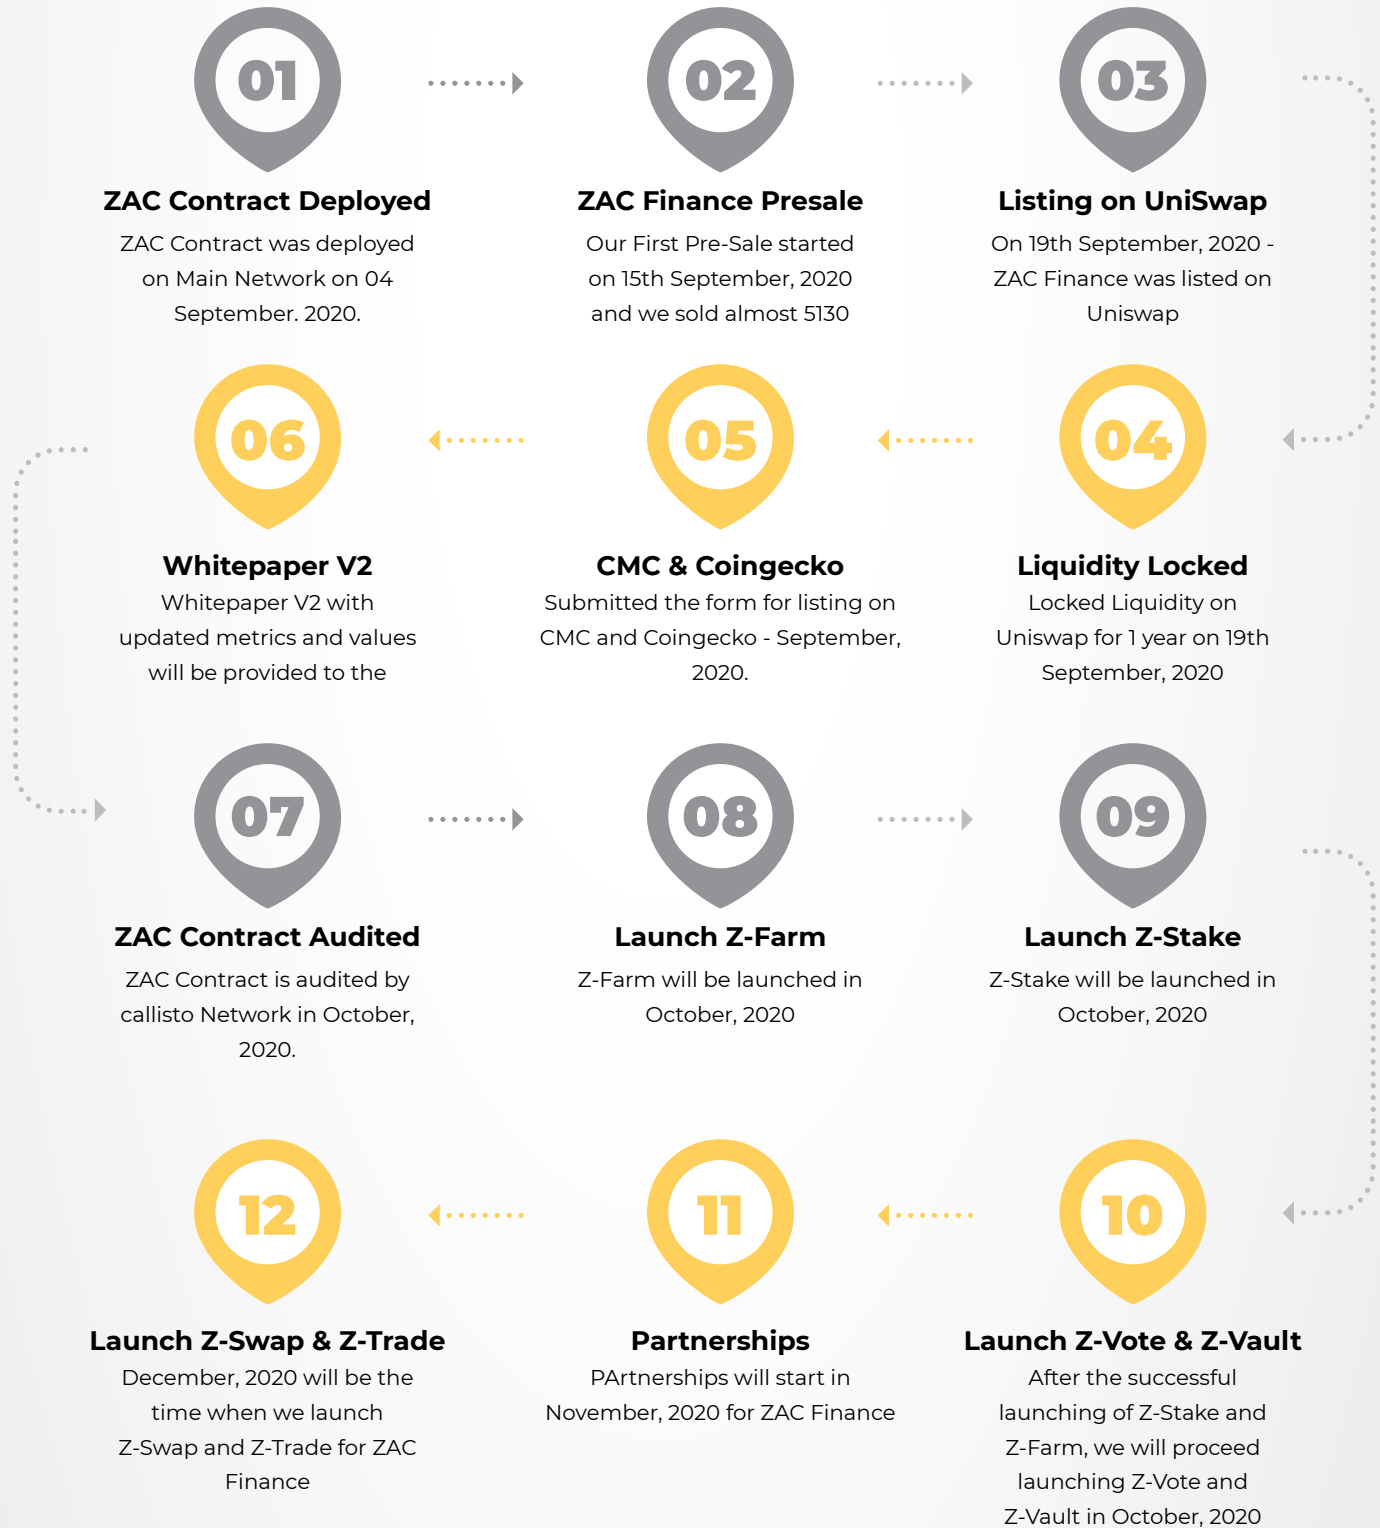 01
ZAC Contract Deployed
ZAC Contract was deployed
on Main Network on 04
September. 2020.
02
ZAC Finance Presale
Our First Pre-Sale started
on 15th September, 2020
and we sold almost 5130
03
Listing on UniSwap
On 19th September, 2020 -
ZAC Finance was listed on
Uniswap
04
Liquidity Locked
Locked Liquidity on
Uniswap for 1 year on 19th
September, 2020
05
CMC & Coingecko
Submitted the form for listing on
CMC and Coingecko - September,
2020.
06
Whitepaper V2
Whitepaper V2 with
updated metrics and values
will be provided to the
07
ZAC Contract Audited
ZAC Contract is audited by
callisto Network in October,
2020.
08
Launch Z-Farm
Z-Farm will be launched in
October, 2020
09
Launch Z-Stake
Z-Stake will be launched in
October, 2020
10
Launch Z-Vote & Z-Vault
After the successful
launching of Z-Stake and
Z-Farm, we will proceed
launching Z-Vote and
Z-Vault in October, 2020
11
Partnerships
PArtnerships will start in
November, 2020 for ZAC Finance
12
Launch Z-Swap & Z-Trade
December, 2020 will be the
time when we launch
Z-Swap and Z-Trade for ZAC
Finance